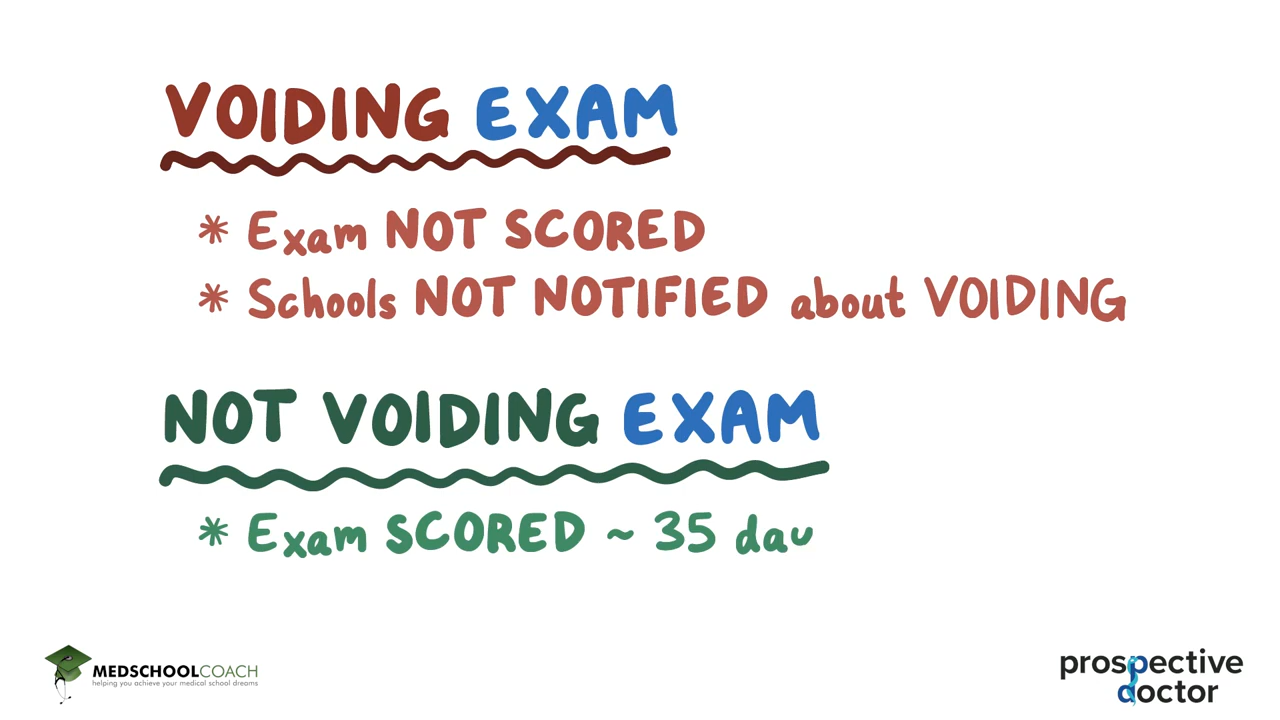 VOIDING EXAM
* Exam NOT SCORED
* Schools NOT NOTIFIED about VOIDING
NOT VOIDING EXAM
* Exam SCORED ~ 35
MEDSCHOOLCOACH
helping you achieve your medical school dreams
prospective
doctor